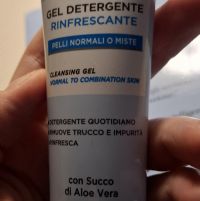 GEL DETERGENTE
RINFRESCANTE
PELLI NORMALI O MISTE
CLEANSING GEL
NORMAL TO COMBINATION SKIN
DETERGENTE QUOTIDIANO
RIMUOVE TRUCCO E IMPURITÀ
RINFRESCA
con Succo
di Aloe Vera